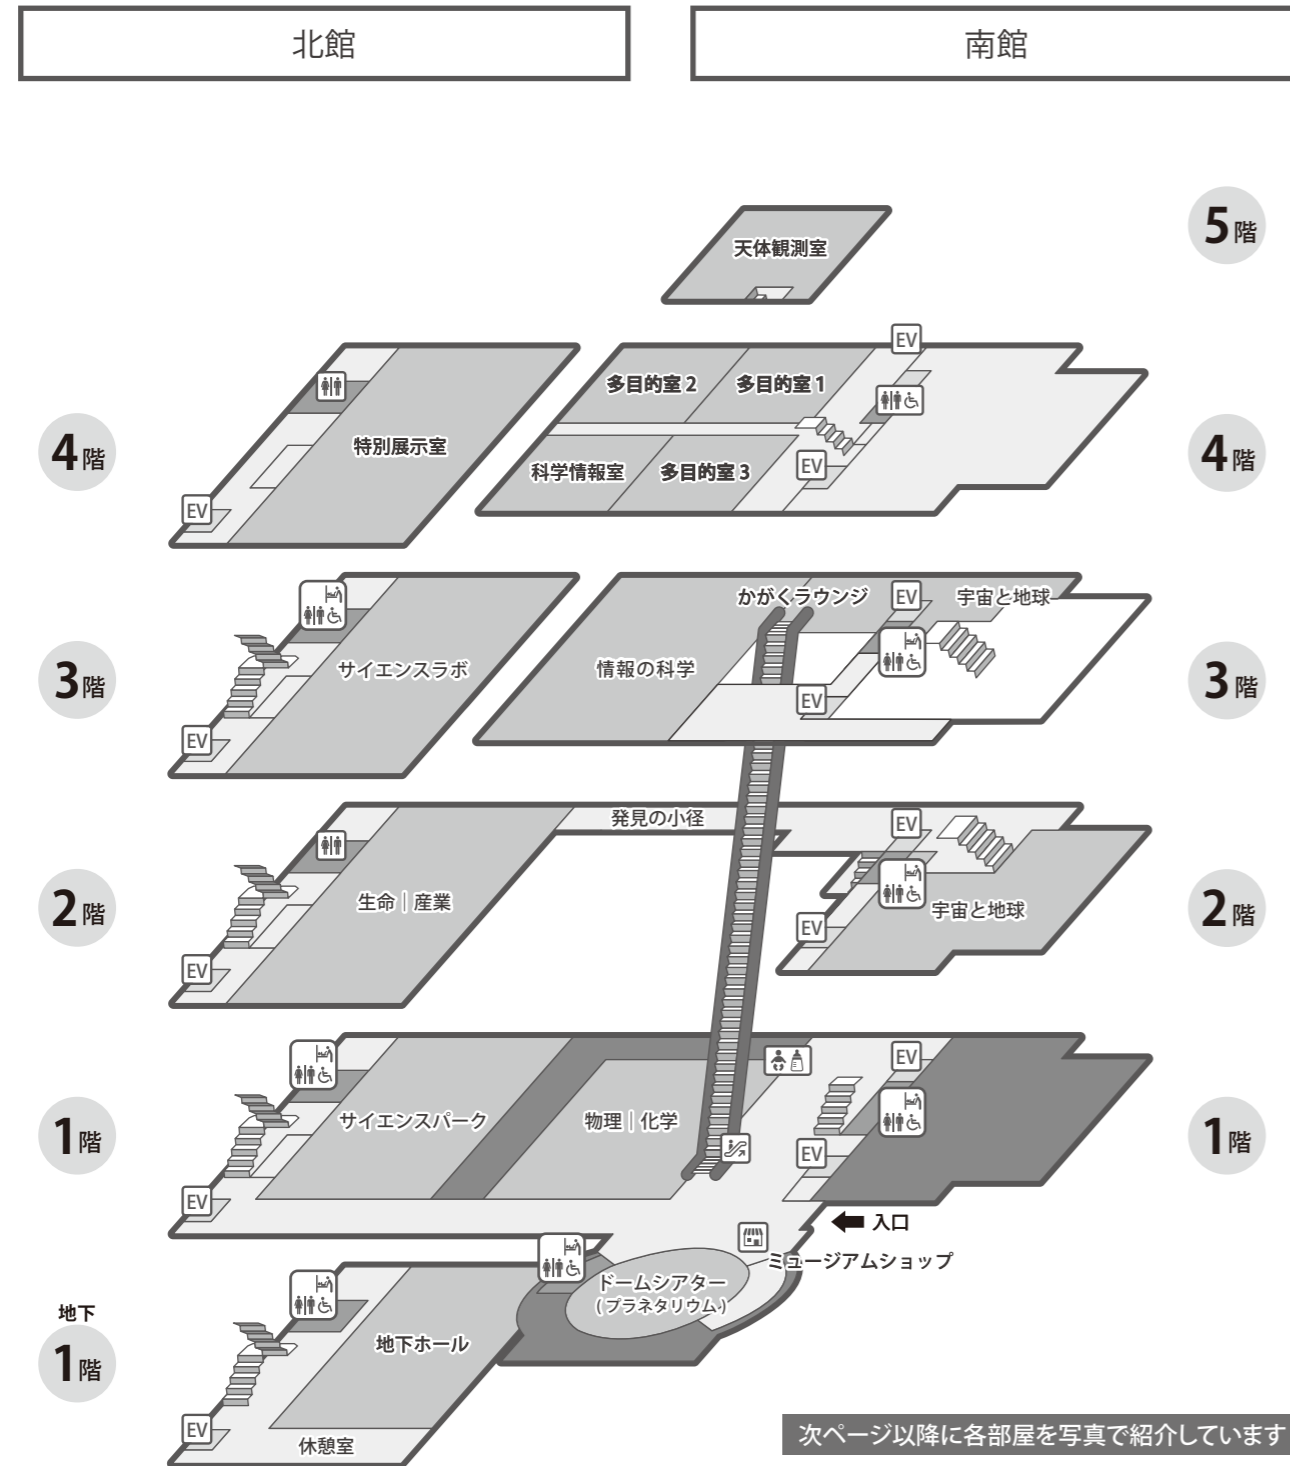 北館
南館
5階
天体観測室
EV
多目的室2
多目的室1
4階
特別展示室
4階
科学情報室
多目的室3
EV
EV
かがくラウンジ
EV
宇宙と地球
3階
サイエンスラボ
情報の科学
3階
EV
EV
発見の小径
EV
2階
生命｜産業
宇宙と地球
2階
EV
EV
EV
1階
サイエンスパーク
物理｜化学
1階
EV
EV
入口
ミュージアムショップ
ドームシアター
(プラネタリウム)
地下
1階
地下ホール
EV
休憩室
次ページ以降に各部屋を写真で紹介しています